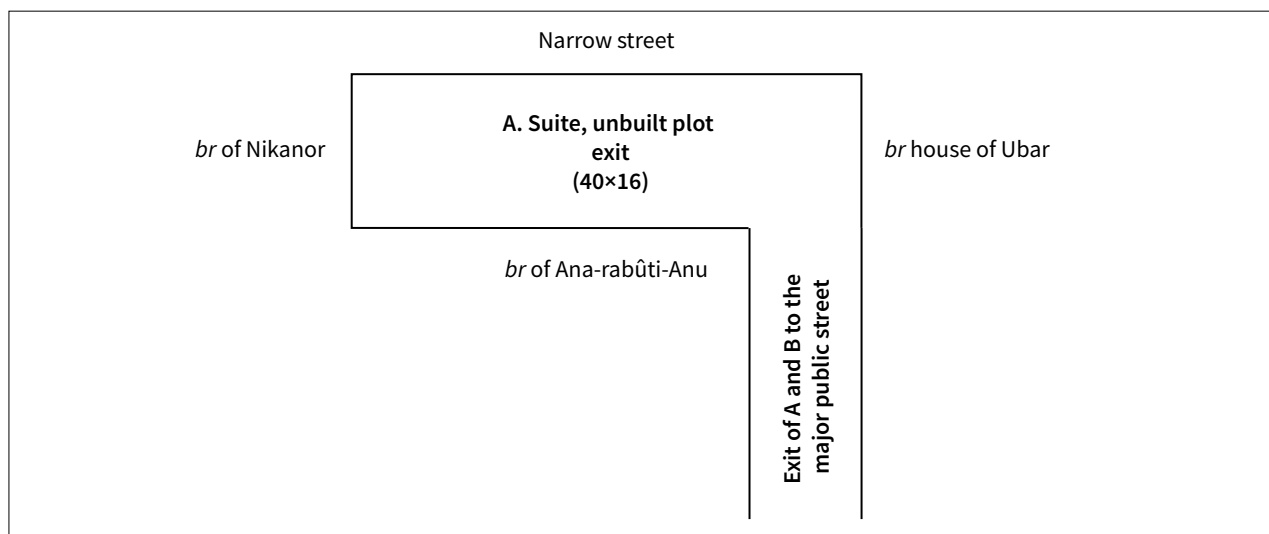 Narrow street
A. Suite, unbuilt plot
exit
(40×16)
br of Nikanor
br house of Ubar
br of Ana-rabûti-Anu
Exit of A and B to the
major public street